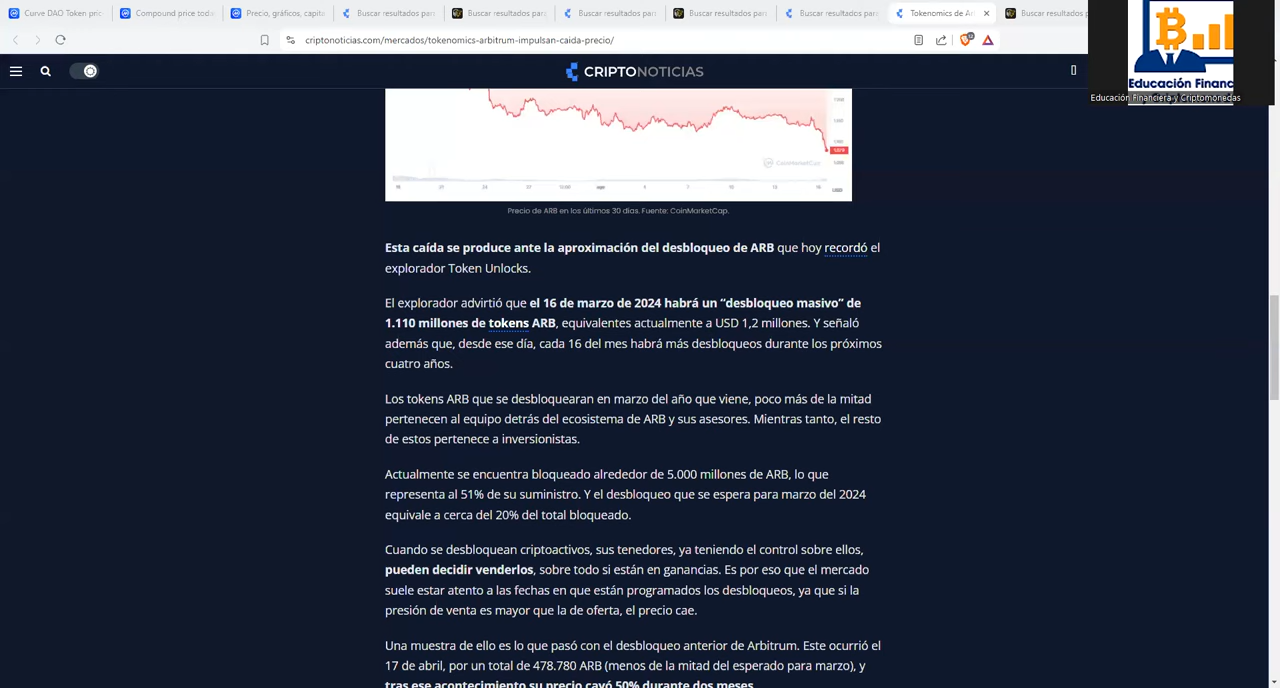 Curve DAO Token pric
Compound price toda
Precio, gráficos, capita
Buscar resultados par
Buscar resultados para
Buscar resultados par
Buscar resultados para
Buscar resultados para
Tokenomics de Ar
Buscar resultados pa
criptonoticias.com/mercados/tokenomics-arbitrum-impulsan-caida-precio/
CRIPTONOTICIAS
Educación Financ
Educación Financiera y Criptomonedas
CoinMarketCap
USD
Precio de ARB en los últimos 30 días. Fuente: CoinMarketCap.
Esta caída se produce ante la aproximación del desbloqueo de ARB que hoy recordó el
explorador Token Unlocks.
El explorador advirtió que el 16 de marzo de 2024 habrá un “desbloqueo masivo” de
1.110 millones de tokens ARB, equivalentes actualmente a USD 1,2 millones. Y señaló
además que, desde ese día, cada 16 del mes habrá más desbloqueos durante los próximos
cuatro años.
Los tokens ARB que se desbloquearan en marzo del año que viene, poco más de la mitad
pertenecen al equipo detrás del ecosistema de ARB y sus asesores. Mientras tanto, el resto
de estos pertenece a inversionistas.
Actualmente se encuentra bloqueado alrededor de 5.000 millones de ARB, lo que
representa al 51% de su suministro. Y el desbloqueo que se espera para marzo del 2024
equivale a cerca del 20% del total bloqueado.
Cuando se desbloquean criptoactivos, sus tenedores, ya teniendo el control sobre ellos,
pueden decidir venderlos, sobre todo si están en ganancias. Es por eso que el mercado
suele estar atento a las fechas en que están programados los desbloqueos, ya que si la
presión de venta es mayor que la de oferta, el precio cae.
Una muestra de ello es lo que pasó con el desbloqueo anterior de Arbitrum. Este ocurrió el
17 de abril, por un total de 478.780 ARB (menos de la mitad del esperado para marzo), y
tras ese acontecimiento su precio cayó 50% durante dos meses.